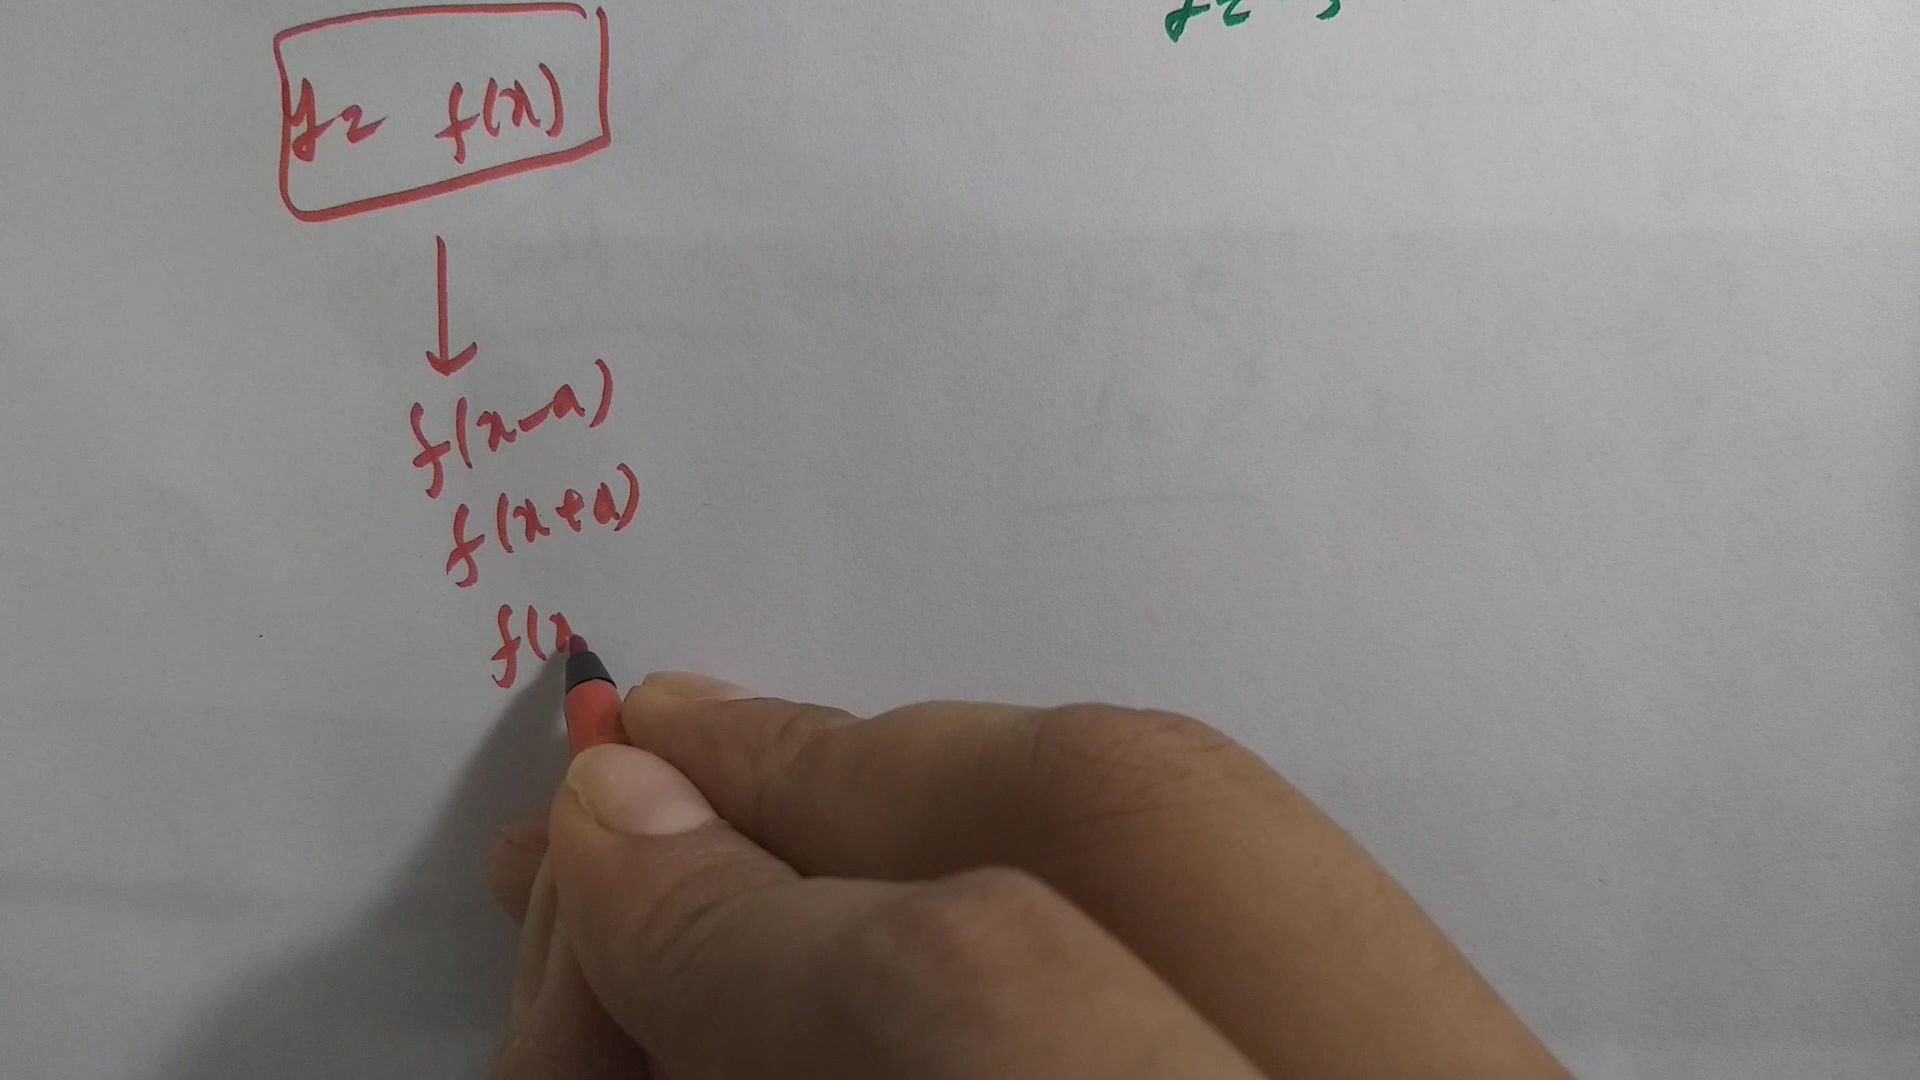 y = f(x)
f(x-a)
f(x+a)
f(x